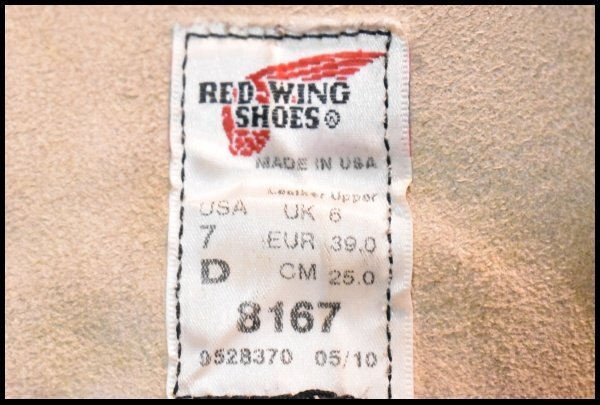 RED WING
SHOES®
MADE IN USA
Leather Upper
USA UK 6
7 EUR 39.0
D CM 25.0
8167
9528370 05/10